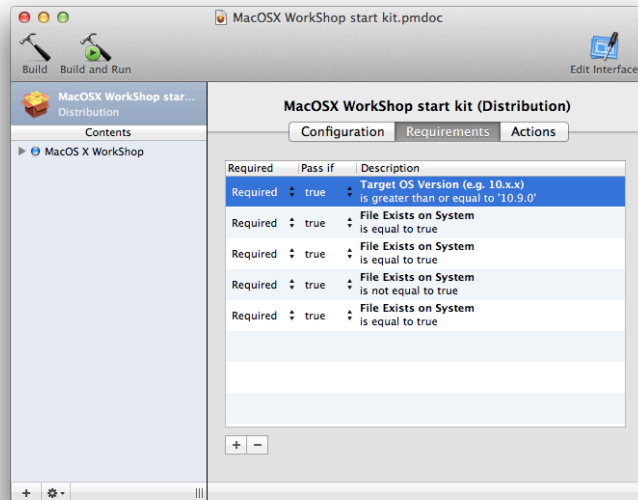 MacOSX WorkShop start kit.pmdoc
Build
Build and Run
Edit Interface
MacOSX WorkShop star...
Distribution
Contents
MacOS X WorkShop
MacOSX WorkShop start kit (Distribution)
Configuration
Requirements
Actions
Required
Pass if
Description
Required
true
Target OS Version (e.g. 10.x.x)
is greater than or equal to '10.9.0'
Required
true
File Exists on System
is equal to true
Required
true
File Exists on System
is equal to true
Required
true
File Exists on System
is not equal to true
Required
true
File Exists on System
is equal to true